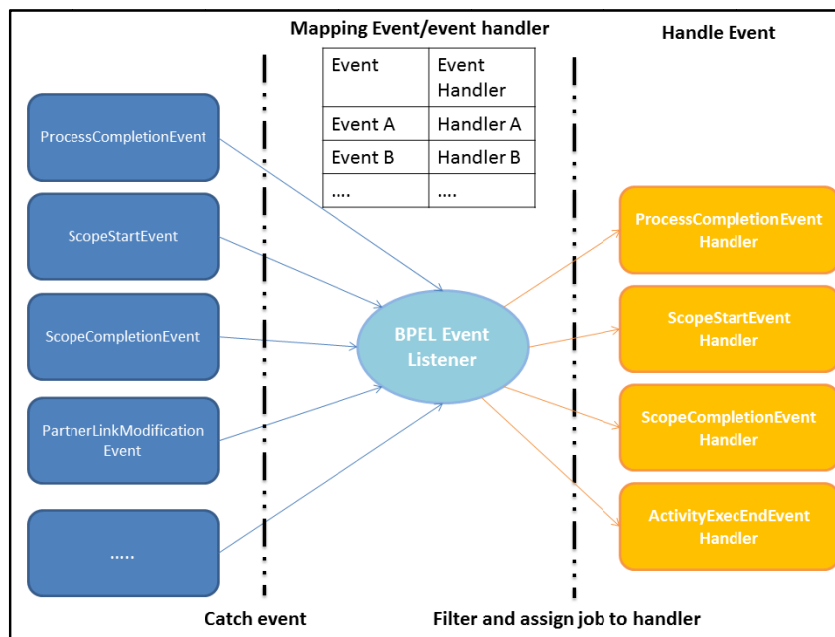 Mapping Event/event handler
Handle Event
Event
Event
Handler
Event A
Handler A
Event B
Handler B
....
....
ProcessCompletionEvent
ScopeStartEvent
ScopeCompletionEvent
PartnerLinkModification
Event
.....
BPEL Event
Listener
ProcessCompletionEvent
Handler
ScopeStartEvent
Handler
ScopeCompletionEvent
Handler
ActivityExecEndEvent
Handler
Catch event
Filter and assign job to handler